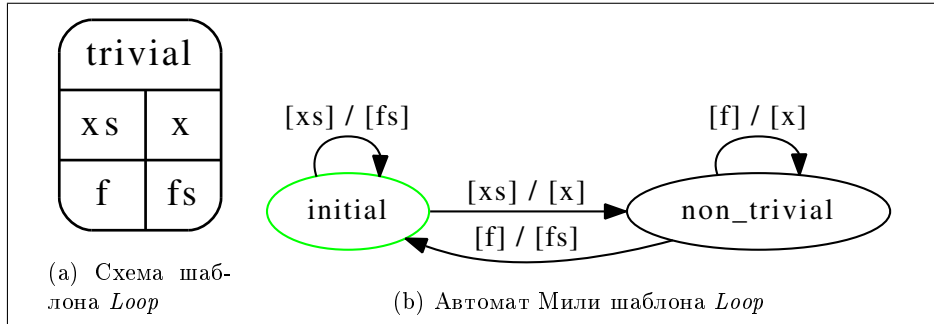 trivial
xs x
f fs
(a) Схема шаб-
лона Loop
[xs] / [fs]
[f] / [x]
initial
[xs] / [x]
non_trivial
[f] / [fs]
(b) Автомат Мили шаблона Loop